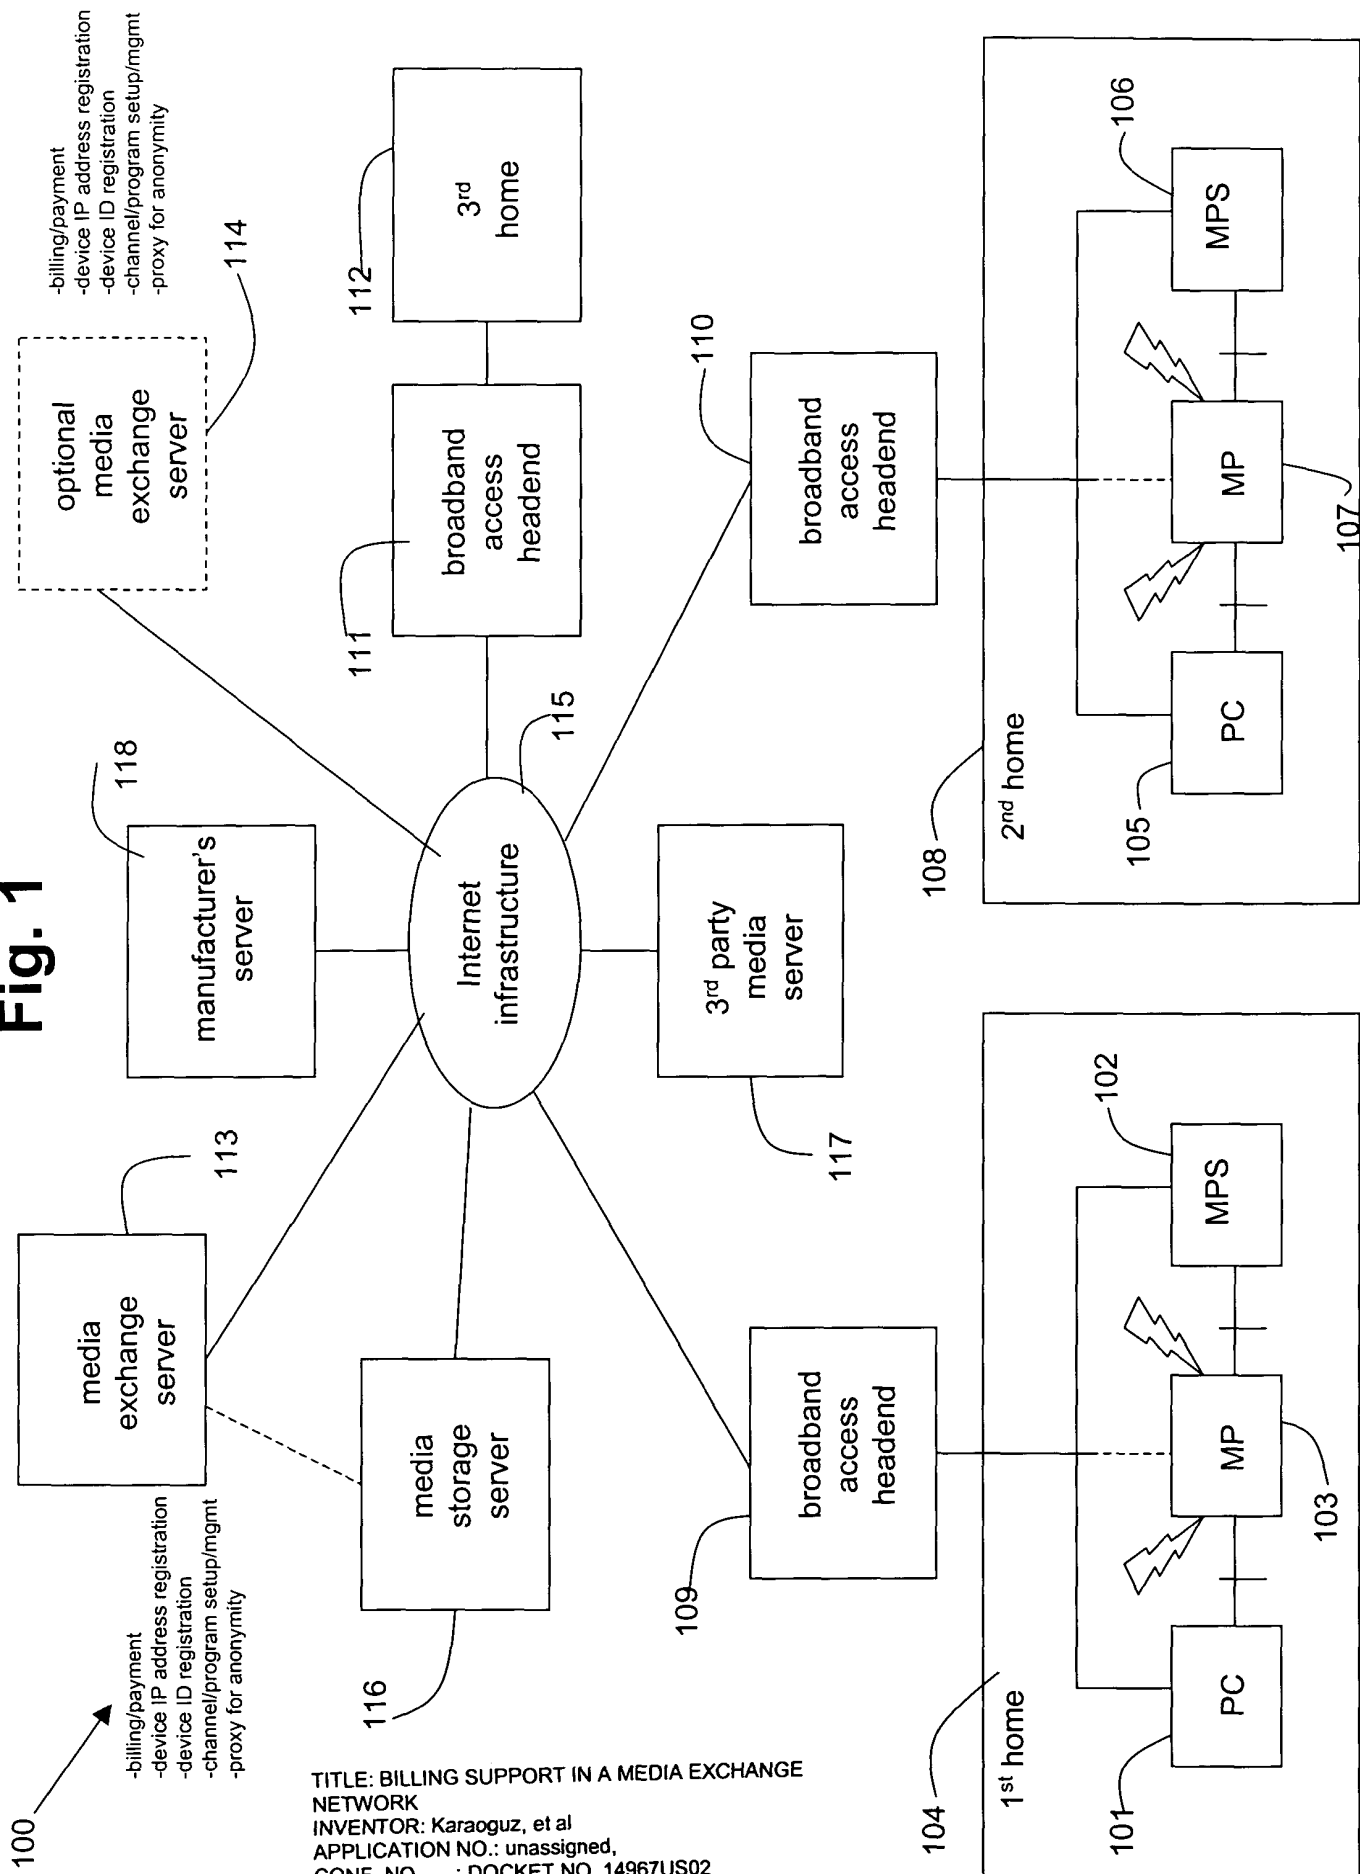 Fig. 1
100
-billing/payment
-device IP address registration
-device ID registration
-channel/program setup/mgmt
-proxy for anonymity
media
exchange
server
113
manufacturer's
server
118
optional
media
exchange
server
114
-billing/payment
-device IP address registration
-device ID registration
-channel/program setup/mgmt
-proxy for anonymity
media
storage
server
116
Internet
infrastructure
115
broadband
access
headend
111
3rd
home
112
broadband
access
headend
109
3rd party
media
server
117
broadband
access
headend
110
104
1st home
PC
101
MP
103
MPS
102
108
2nd home
PC
105
MP
107
MPS
106
TITLE: BILLING SUPPORT IN A MEDIA EXCHANGE
NETWORK
INVENTOR: Karaoguz, et al
APPLICATION NO.: unassigned,
CONF. NO. : DOCKET NO. 14967US02